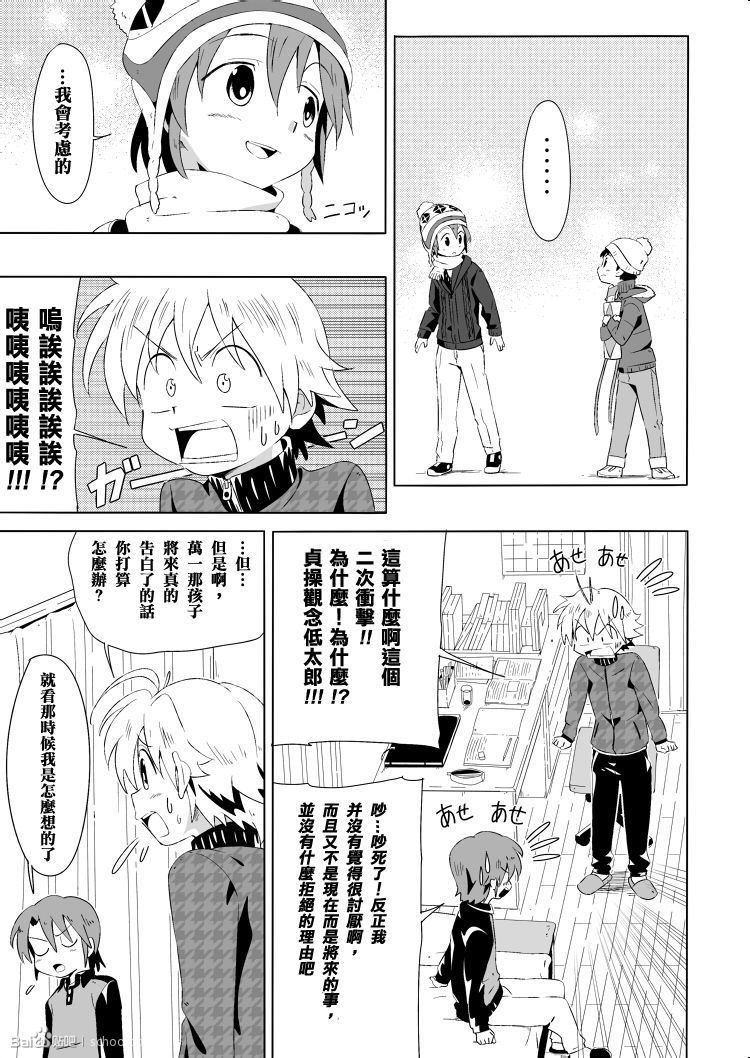 ……
…我會考慮的
ニコッ
嗚誒誒誒誒誒!?
咦咦咦咦咦咦!!!
ガーン
這算什麼啊這個
二次衝擊!!
為什麼!為什麼!?
貞操觀念低太郎!!!
あせ
あせ
吵…吵死了!反正我
并沒有覺得很討厭啊，
而且又不是現在而是將來的事，
並沒有什麼拒絕的理由吧
あせ
あせ
…但…
但是啊，
萬一那孩子
將來真的
告白了的話
你打算
怎麼辦?
就看那時候我是怎麼想的了
Bai 贴吧 | schoo